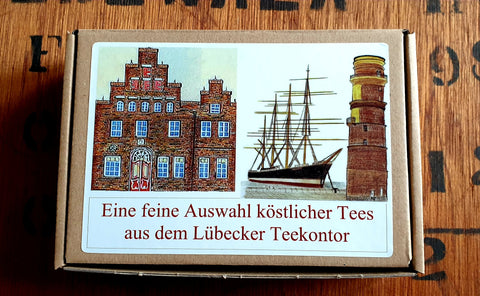 Eine feine Auswahl köstlicher Tees
aus dem Lübecker Teekontor